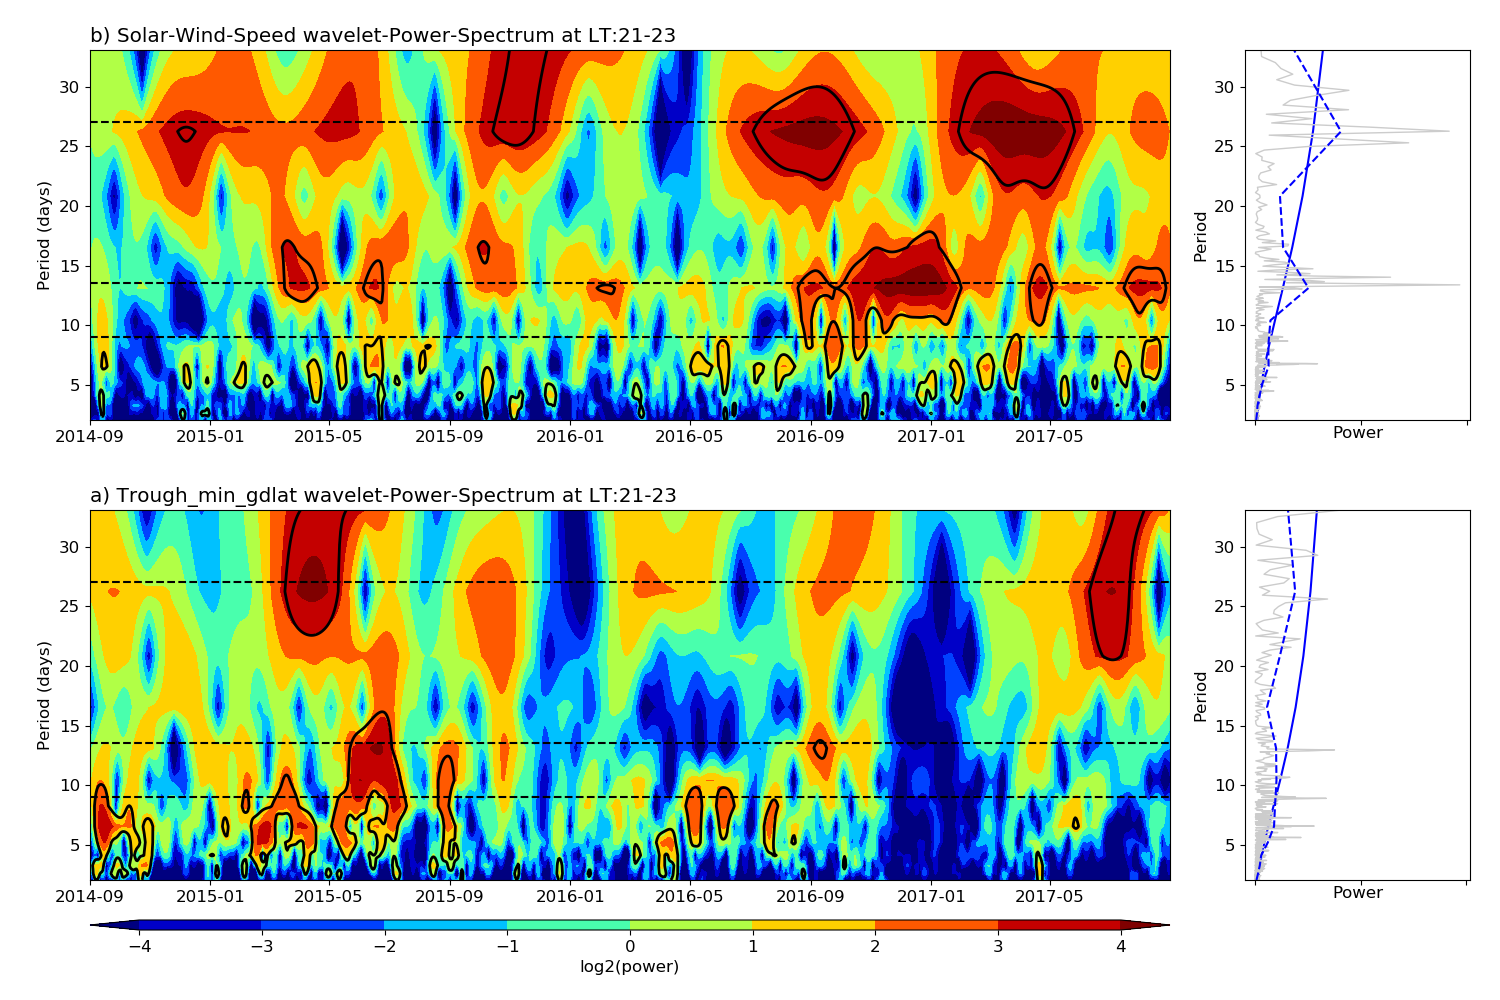 b) Solar-Wind-Speed wavelet-Power-Spectrum at LT:21-23
Period (days)
30
25
20
15
10
5
2014-09 2015-01 2015-05 2015-09 2016-01 2016-05 2016-09 2017-01 2017-05
Period
30
25
20
15
10
5
Power
a) Trough_min_gdlat wavelet-Power-Spectrum at LT:21-23
Period (days)
30
25
20
15
10
5
2014-09 2015-01 2015-05 2015-09 2016-01 2016-05 2016-09 2017-01 2017-05
Period
30
25
20
15
10
5
Power
−4 −3 −2 −1 0 1 2 3 4
log2(power)